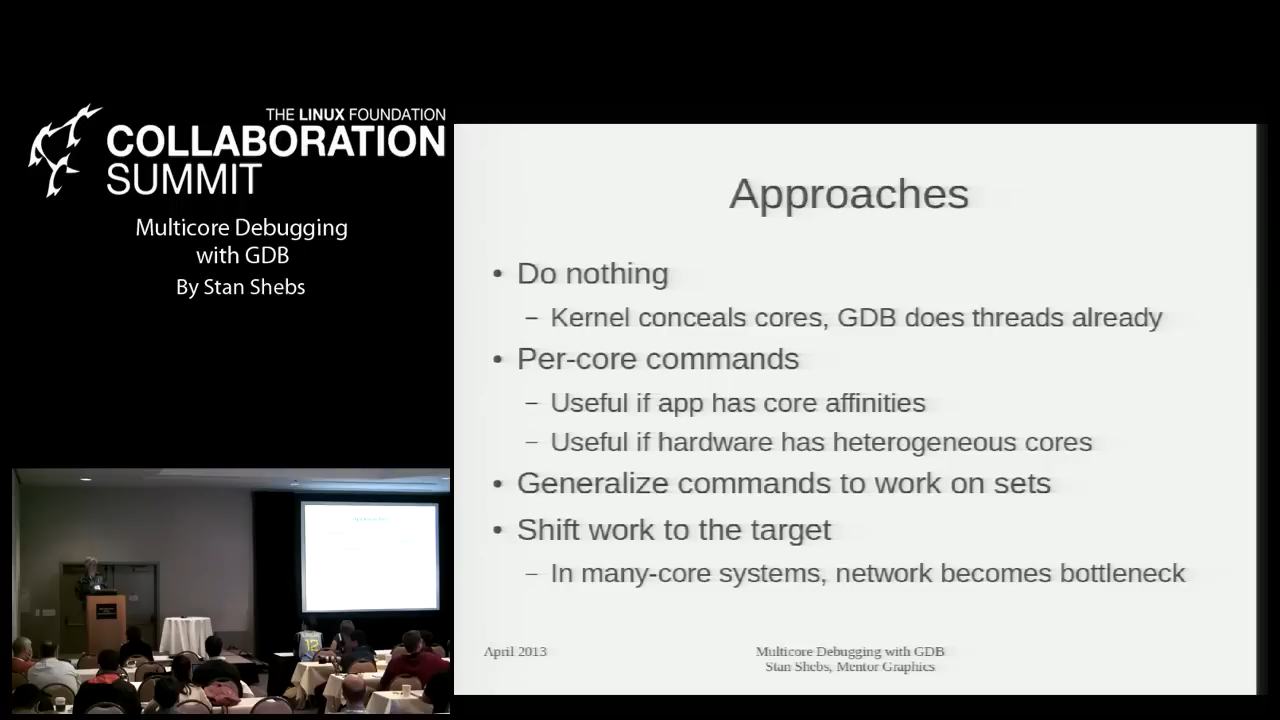 THE LINUX FOUNDATION
COLLABORATION
SUMMIT
Multicore Debugging
with GDB
By Stan Shebs
Approaches
• Do nothing
– Kernel conceals cores, GDB does threads already
• Per-core commands
– Useful if app has core affinities
– Useful if hardware has heterogeneous cores
• Generalize commands to work on sets
• Shift work to the target
– In many-core systems, network becomes bottleneck
April 2013
Multicore Debugging with GDB
Stan Shebs, Mentor Graphics
12